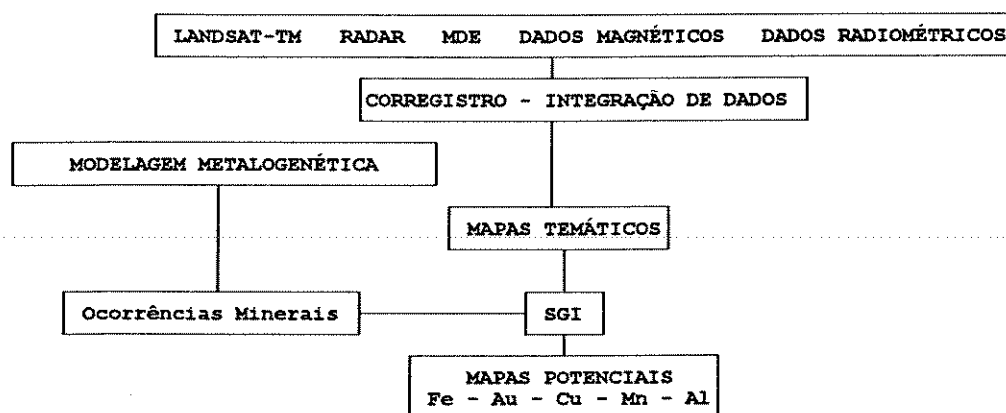 LANDSAT-TM RADAR MDE DADOS MAGNÉTICOS DADOS RADIOMÉTRICOS
CORREGISTRO - INTEGRAÇÃO DE DADOS
MODELAGEM METALOGENÉTICA
MAPAS TEMÁTICOS
Ocorrências Minerais
SGI
MAPAS POTENCIAIS
Fe - Au - Cu - Mn - Al